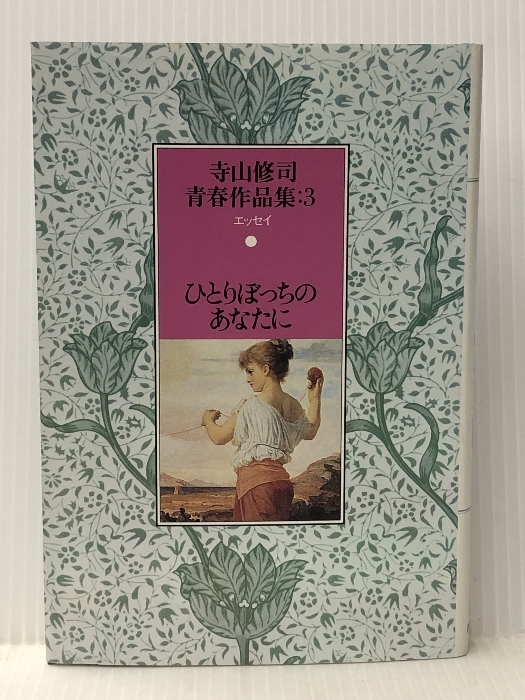 寺山修司
青春作品集:3
エッセイ
ひとりぼっちの
あなたに